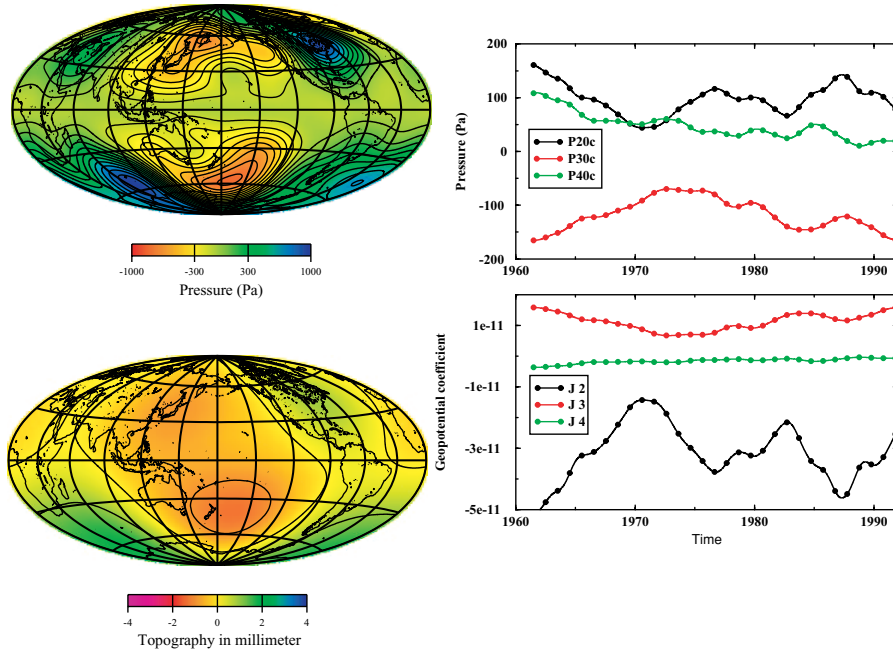 -1000 -300 300 1000
Pressure (Pa)
-4 -2 0 2 4
Topography in millimeter
Pressure (Pa)
200
100
0
-100
-200
P20c
P30c
P40c
1960 1970 1980 1990
Geopotential coefficient
1e-11
-1e-11
-3e-11
-5e-11
J 2
J 3
J 4
1960 1970 1980 1990
Time